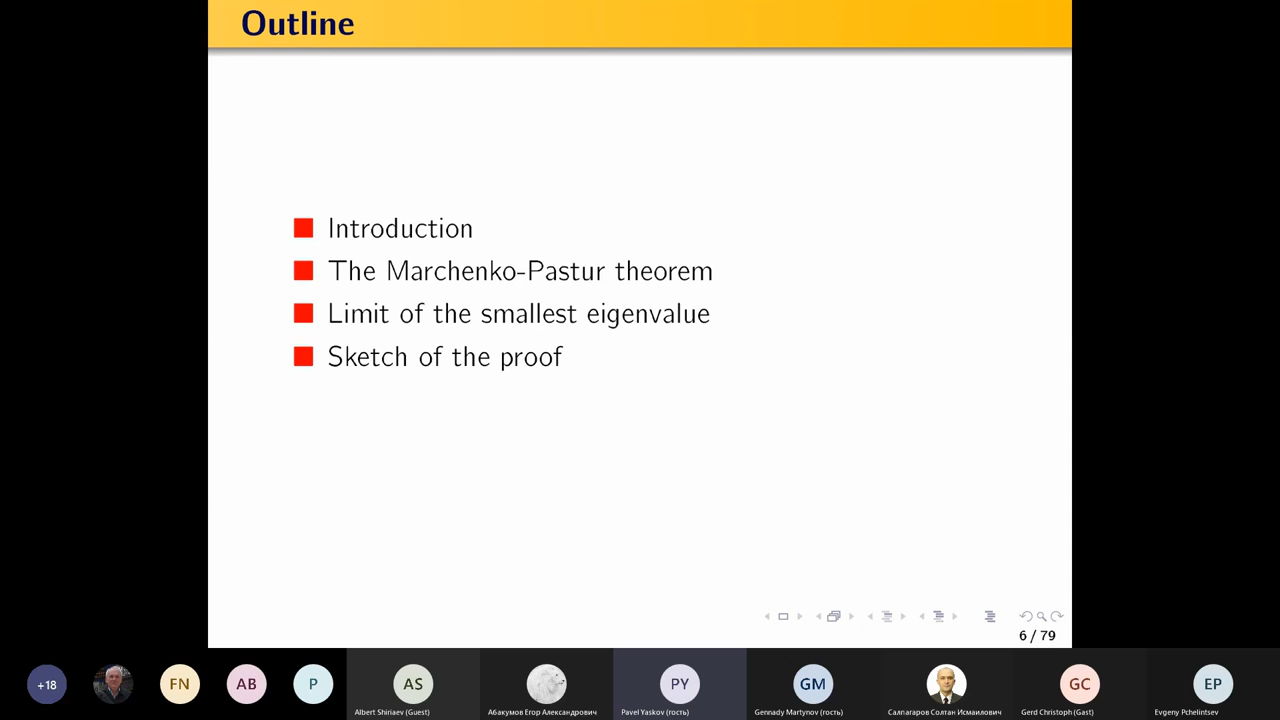 Outline
Introduction
The Marchenko-Pastur theorem
Limit of the smallest eigenvalue
Sketch of the proof
6 / 79
+18
FN
AB
P
AS
PY
GM
GC
EP
Albert Shiriaev (Guest)
Абакумов Егор Александрович
Pavel Yaskov (гость)
Gennady Martynov (гость)
Салпагаров Солтан Исмаилович
Gerd Christoph (Gast)
Evgeny Pchelintsev